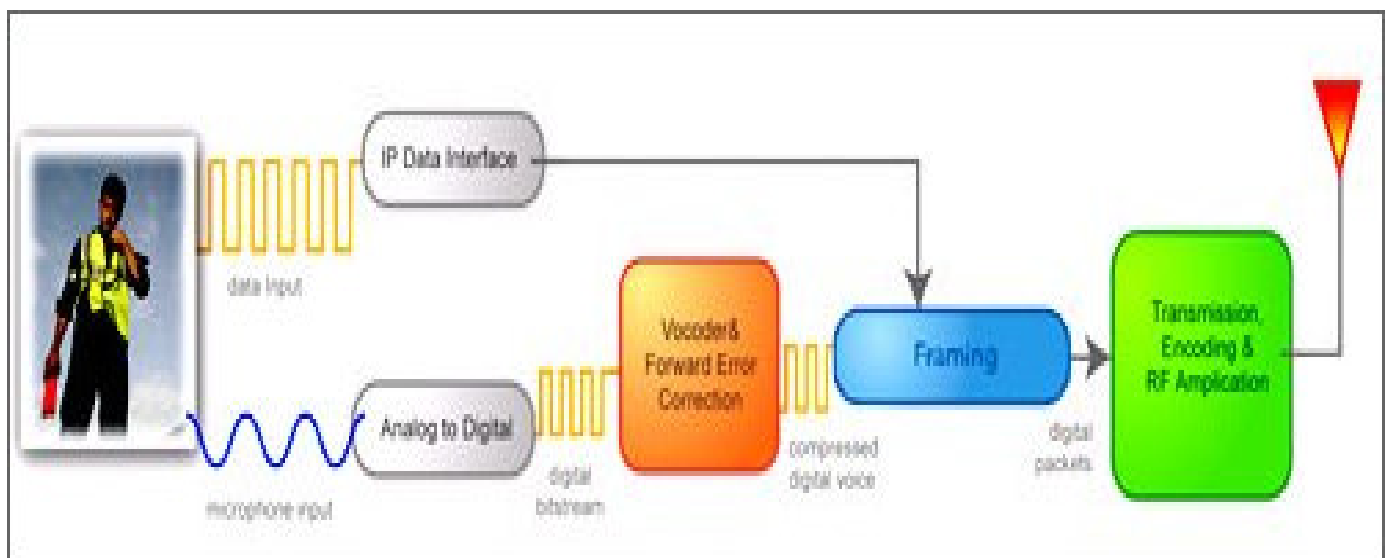 IP Data Interface
data Input
Vocoder&
Forward Error
Correction
Framing
Transmission,
Encoding &
RF Amplication
Analog to Digital
digital
packets
compressed
digital voice
digital
bitstream
microphone input